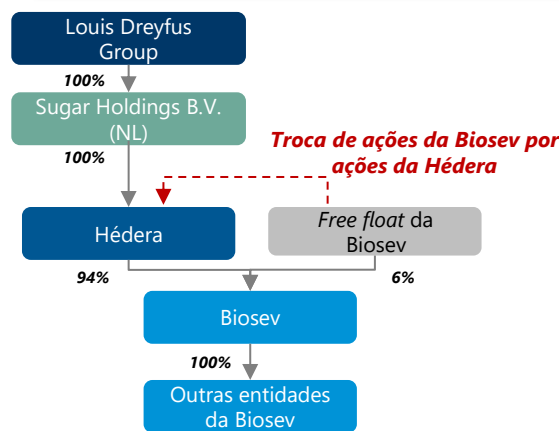 Louis Dreyfus
Group
100%
Sugar Holdings B.V.
(NL)
100%
Troca de ações da Biosev por
ações da Hédera
Hédera
Free float da
Biosev
94%
6%
Biosev
100%
Outras entidades
da Biosev